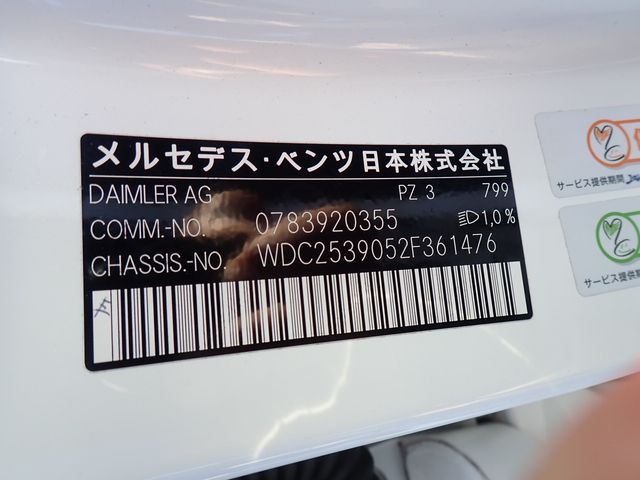 メルセデス・ベンツ日本株式会社
DAIMLER AG PZ 3 799
COMM.-NO. 0783920355 1,0%
CHASSIS.-NO. WDC2539052F361476
サービス提供期間
サービス提供期